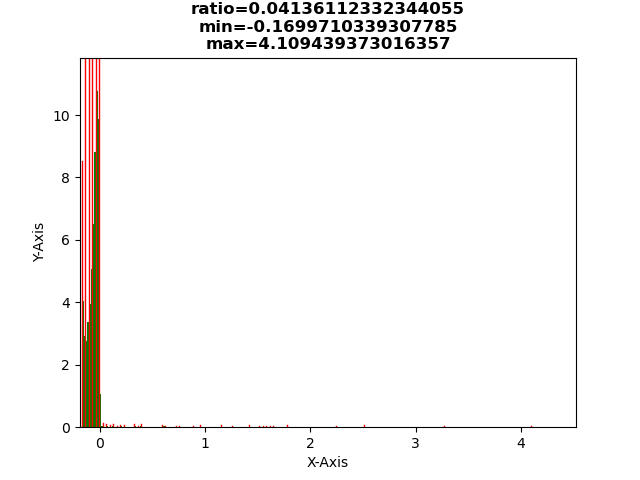 ratio=0.04136112332344055
min=-0.1699710339307785
max=4.109439373016357
10
8
6
4
2
0
Y-Axis
0 1 2 3 4
X-Axis